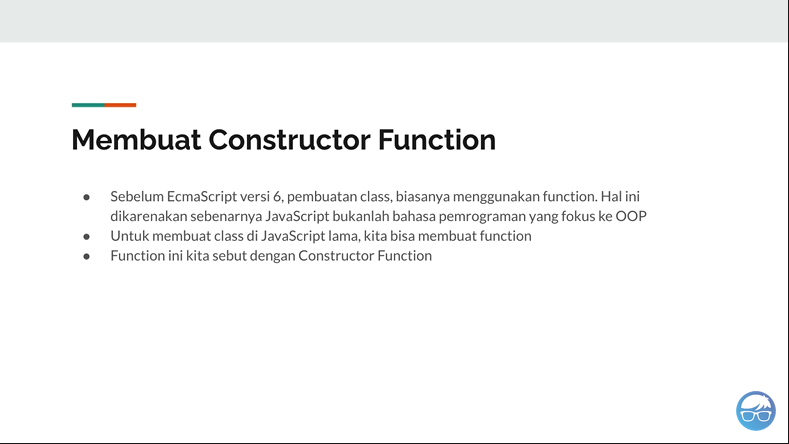 Membuat Constructor Function
● Sebelum EcmaScript versi 6, pembuatan class, biasanya menggunakan function. Hal ini
dikarenakan sebenarnya JavaScript bukanlah bahasa pemrograman yang fokus ke OOP
● Untuk membuat class di JavaScript lama, kita bisa membuat function
● Function ini kita sebut dengan Constructor Function